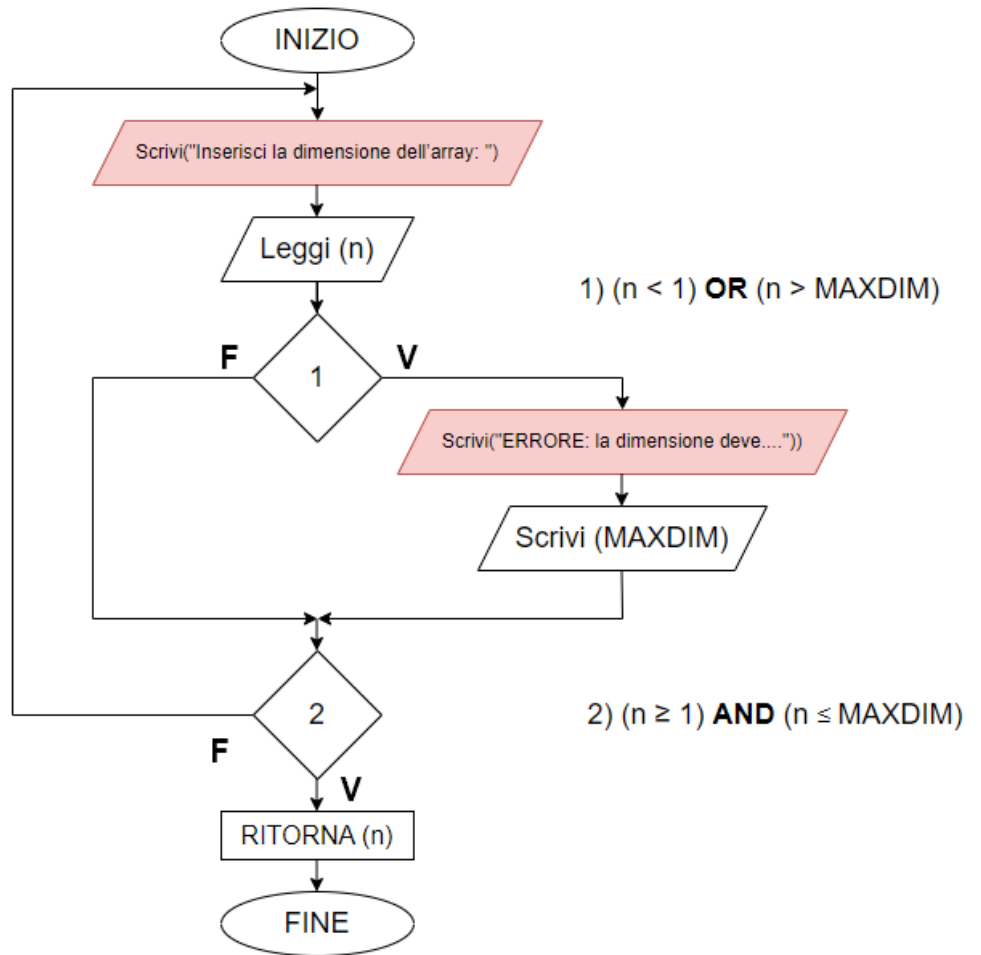 INIZIO
Scrivi("Inserisci la dimensione dell'array: ")
Leggi (n)
1) (n < 1) OR (n > MAXDIM)
F
V
1
Scrivi("ERRORE: la dimensione deve...."))
Scrivi (MAXDIM)
2
2) (n ≥ 1) AND (n ≤ MAXDIM)
F
V
RITORNA (n)
FINE